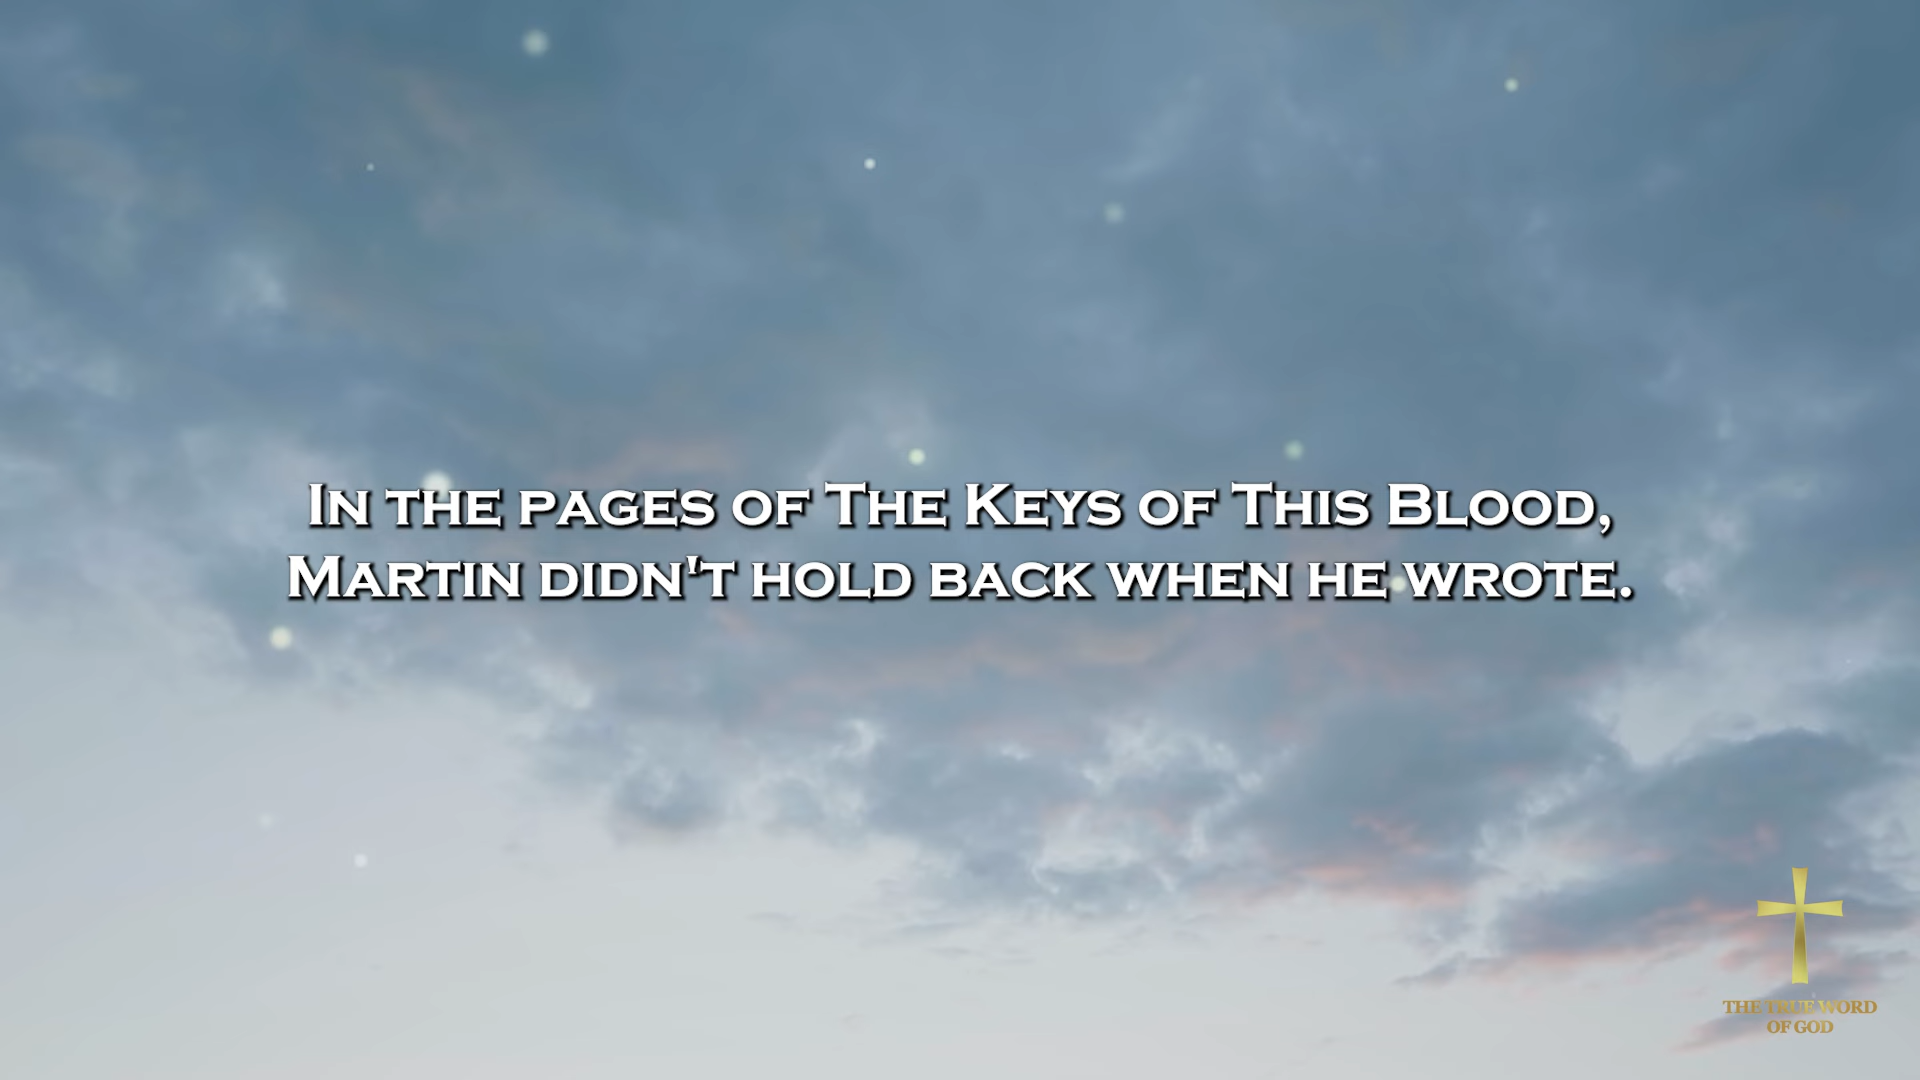 In the pages of The Keys of This Blood,
Martin didn't hold back when he wrote.
THE TRUE WORD
OF GOD